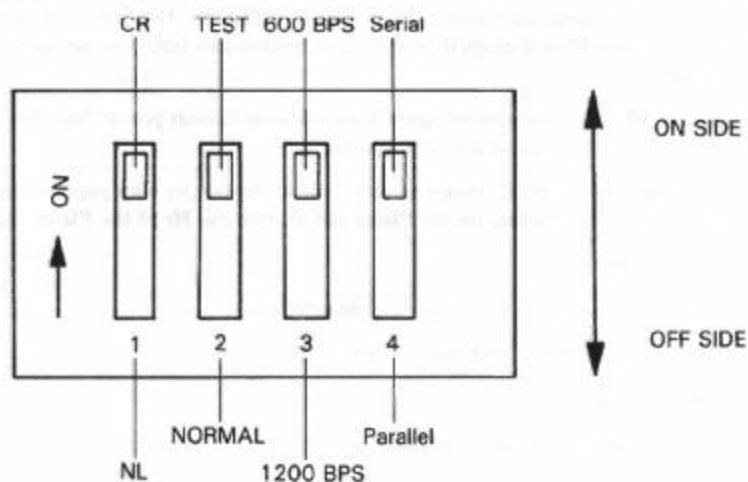 CR TEST 600 BPS Serial
ON SIDE
ON
OFF SIDE
1 2 3 4
NORMAL Parallel
NL 1200 BPS